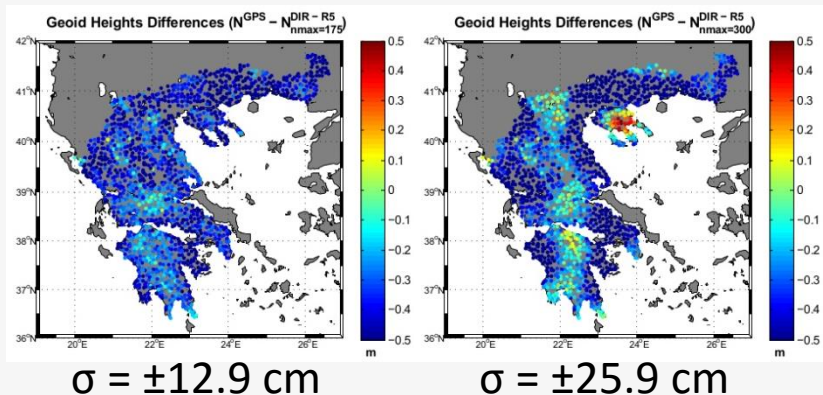 Geoid Heights Differences (N^GPS − N^DIR − R5_nmax=175)
42°N
41°N
40°N
39°N
38°N
37°N
36°N
20°E 22°E 24°E 26°E
0.5
0.4
0.3
0.2
0.1
0
−0.1
−0.2
−0.3
−0.4
−0.5
m
σ = ±12.9 cm
Geoid Heights Differences (N^GPS − N^DIR − R5_nmax=300)
42°N
41°N
40°N
39°N
38°N
37°N
36°N
20°E 22°E 24°E 26°E
0.5
0.4
0.3
0.2
0.1
0
−0.1
−0.2
−0.3
−0.4
−0.5
m
σ = ±25.9 cm